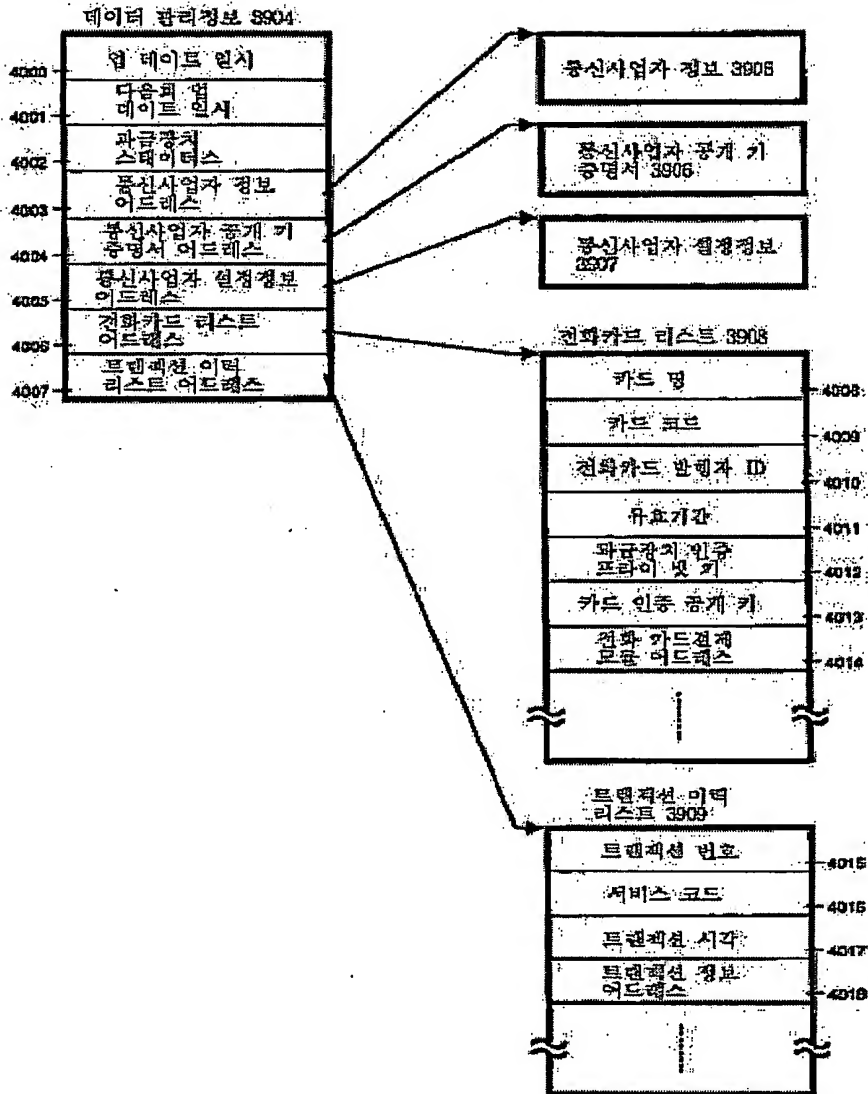 데이터 관리정보 3904
4000
업 데이트 일시
4001
다음회 업
데이트 일시
4002
과금장치
스테이터스
4003
통신사업자 정보
어드레스
4004
통신사업자 공개 키
증명서 어드레스
4005
통신사업자 설정정보
어드레스
4006
전화카드 리스트
어드레스
4007
트랜잭션 이력
리스트 어드레스
통신사업자 정보 3905
통신사업자 공개 키
증명서 3906
통신사업자 설정정보
3907
전화카드 리스트 3908
카드 명
4008
카드 코드
4009
전화카드 발행자 ID
4010
유효기간
4011
과금장치 인증
프라이 빗 키
4012
카드 인증 공개 키
4013
전화 카드결제
모듈 어드레스
4014
트랜잭션 이력
리스트 3909
트랜잭션 번호
4015
서비스 코드
4016
트랜잭션 시각
4017
트랜잭션 정보
어드레스
4018